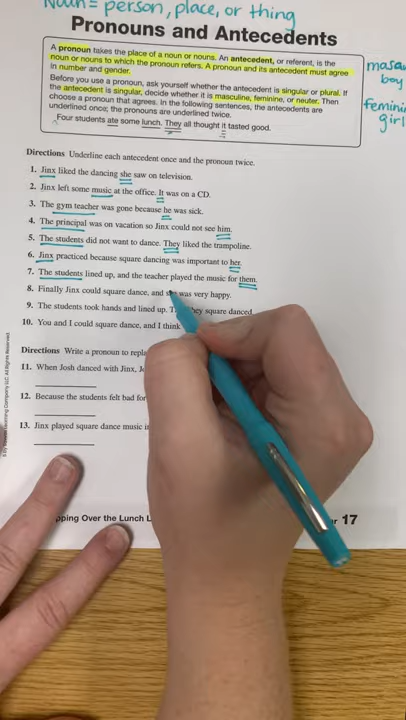 Noun = person, place, or thing
Pronouns and Antecedents
A pronoun takes the place of a noun or nouns. An antecedent, or referent, is the
noun or nouns to which the pronoun refers. A pronoun and its antecedent must agree
in number and gender.
Before you use a pronoun, ask yourself whether the antecedent is singular or plural. If
the antecedent is singular, decide whether it is masculine, feminine, or neuter. Then
choose a pronoun that agrees. In the following sentences, the antecedents are
underlined once; the pronouns are underlined twice.
Four students ate some lunch. They all thought it tasted good.
mascu
boy
feminin
girl
Directions Underline each antecedent once and the pronoun twice.
1. Jinx liked the dancing she saw on television.
2. Jinx left some music at the office. It was on a CD.
3. The gym teacher was gone because he was sick.
4. The principal was on vacation so Jinx could not see him.
5. The students did not want to dance. They liked the trampoline.
6. Jinx practiced because square dancing was important to her.
7. The students lined up, and the teacher played the music for them.
8. Finally Jinx could square dance, and she was very happy.
9. The students took hands and lined up. They square danced
10. You and I could square dance, and I think
Directions Write a pronoun to repla
11. When Josh danced with Jinx, J
12. Because the students felt bad for
13. Jinx played square dance music i
pping Over the Lunch L
17